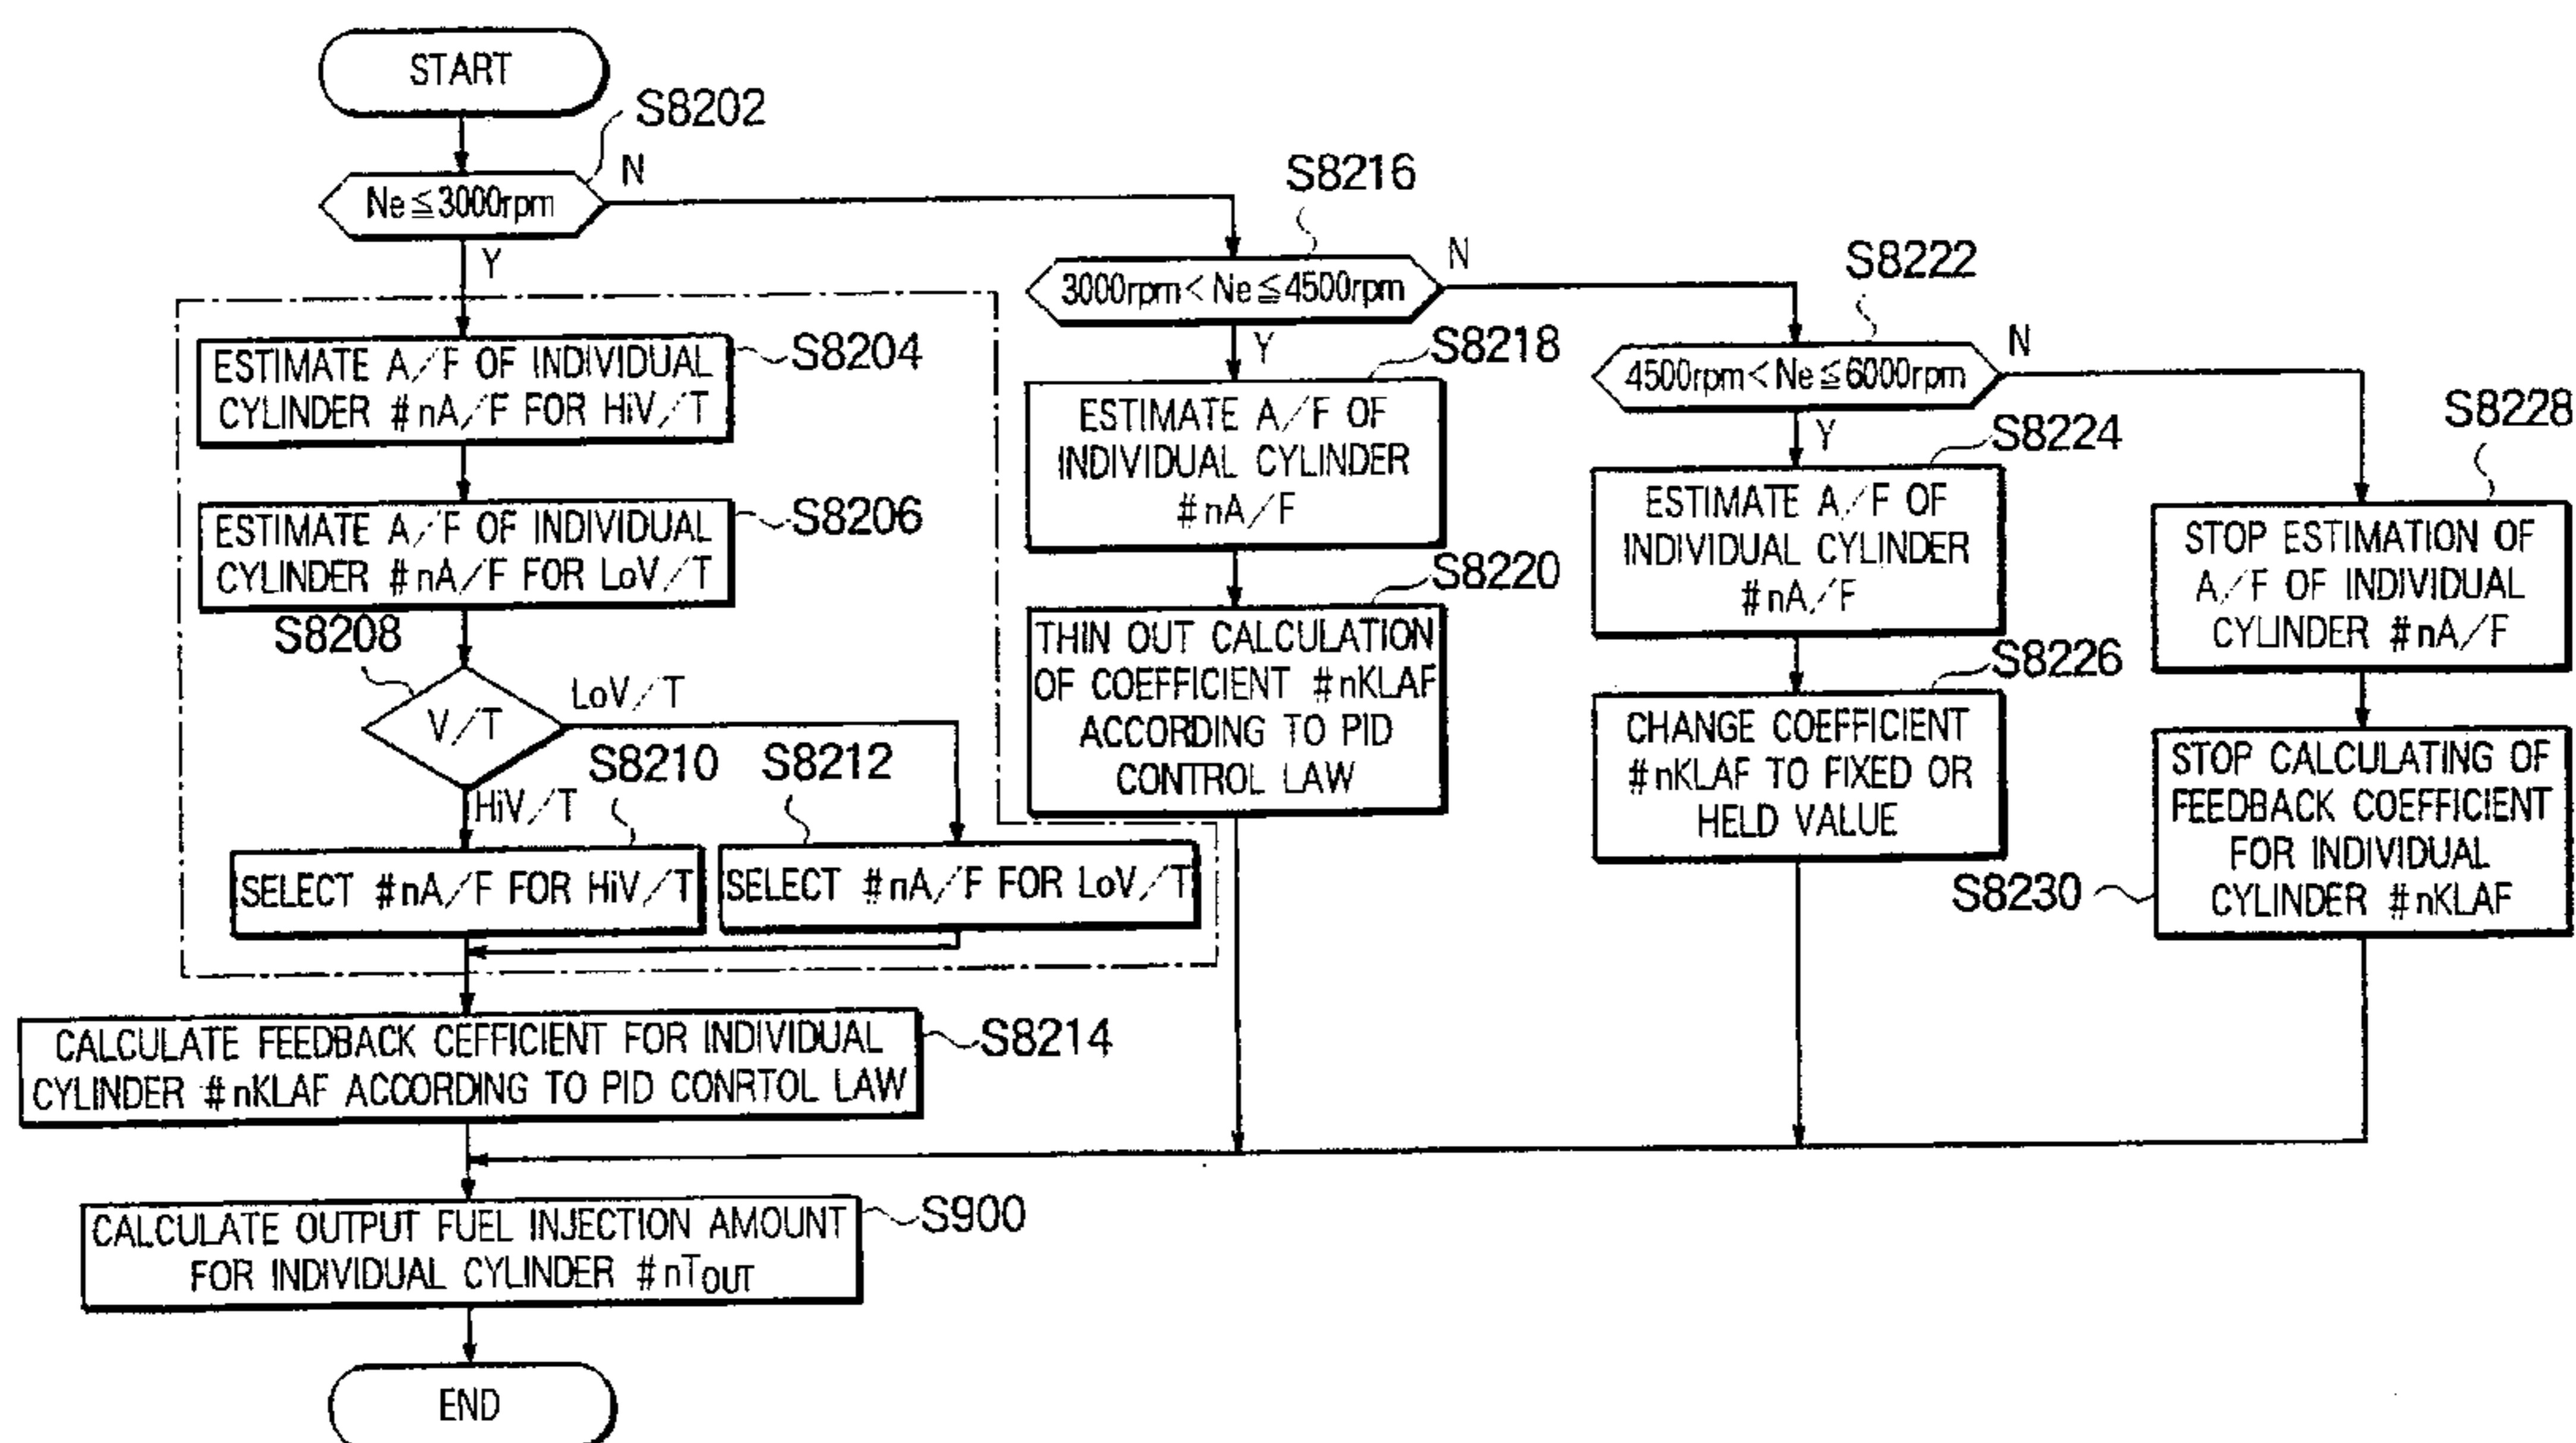 START
S8202
Ne≦3000rpm
N
Y
S8216
3000rpm<Ne≦4500rpm
N
Y
S8222
4500rpm<Ne≦6000rpm
N
Y
ESTIMATE A/F OF INDIVIDUAL
CYLINDER #nA/F FOR HiV/T
S8204
ESTIMATE A/F OF INDIVIDUAL
CYLINDER #nA/F FOR LoV/T
S8206
S8208
V/T
LoV/T
HiV/T
S8210
S8212
SELECT #nA/F FOR HiV/T
SELECT #nA/F FOR LoV/T
S8218
ESTIMATE A/F OF
INDIVIDUAL CYLINDER
#nA/F
S8220
THIN OUT CALCULATION
OF COEFFICIENT #nKLAF
ACCORDING TO PID
CONTROL LAW
S8224
ESTIMATE A/F OF
INDIVIDUAL CYLINDER
#nA/F
S8226
CHANGE COEFFICIENT
#nKLAF TO FIXED OR
HELD VALUE
S8228
STOP ESTIMATION OF
A/F OF INDIVIDUAL
CYLINDER #nA/F
STOP CALCULATING OF
FEEDBACK COEFFICIENT
FOR INDIVIDUAL
CYLINDER #nKLAF
S8230
CALCULATE FEEDBACK CEFFICIENT FOR INDIVIDUAL
CYLINDER #nKLAF ACCORDING TO PID CONRTOL LAW
S8214
CALCULATE OUTPUT FUEL INJECTION AMOUNT
FOR INDIVIDUAL CYLINDER #nTOUT
S900
END